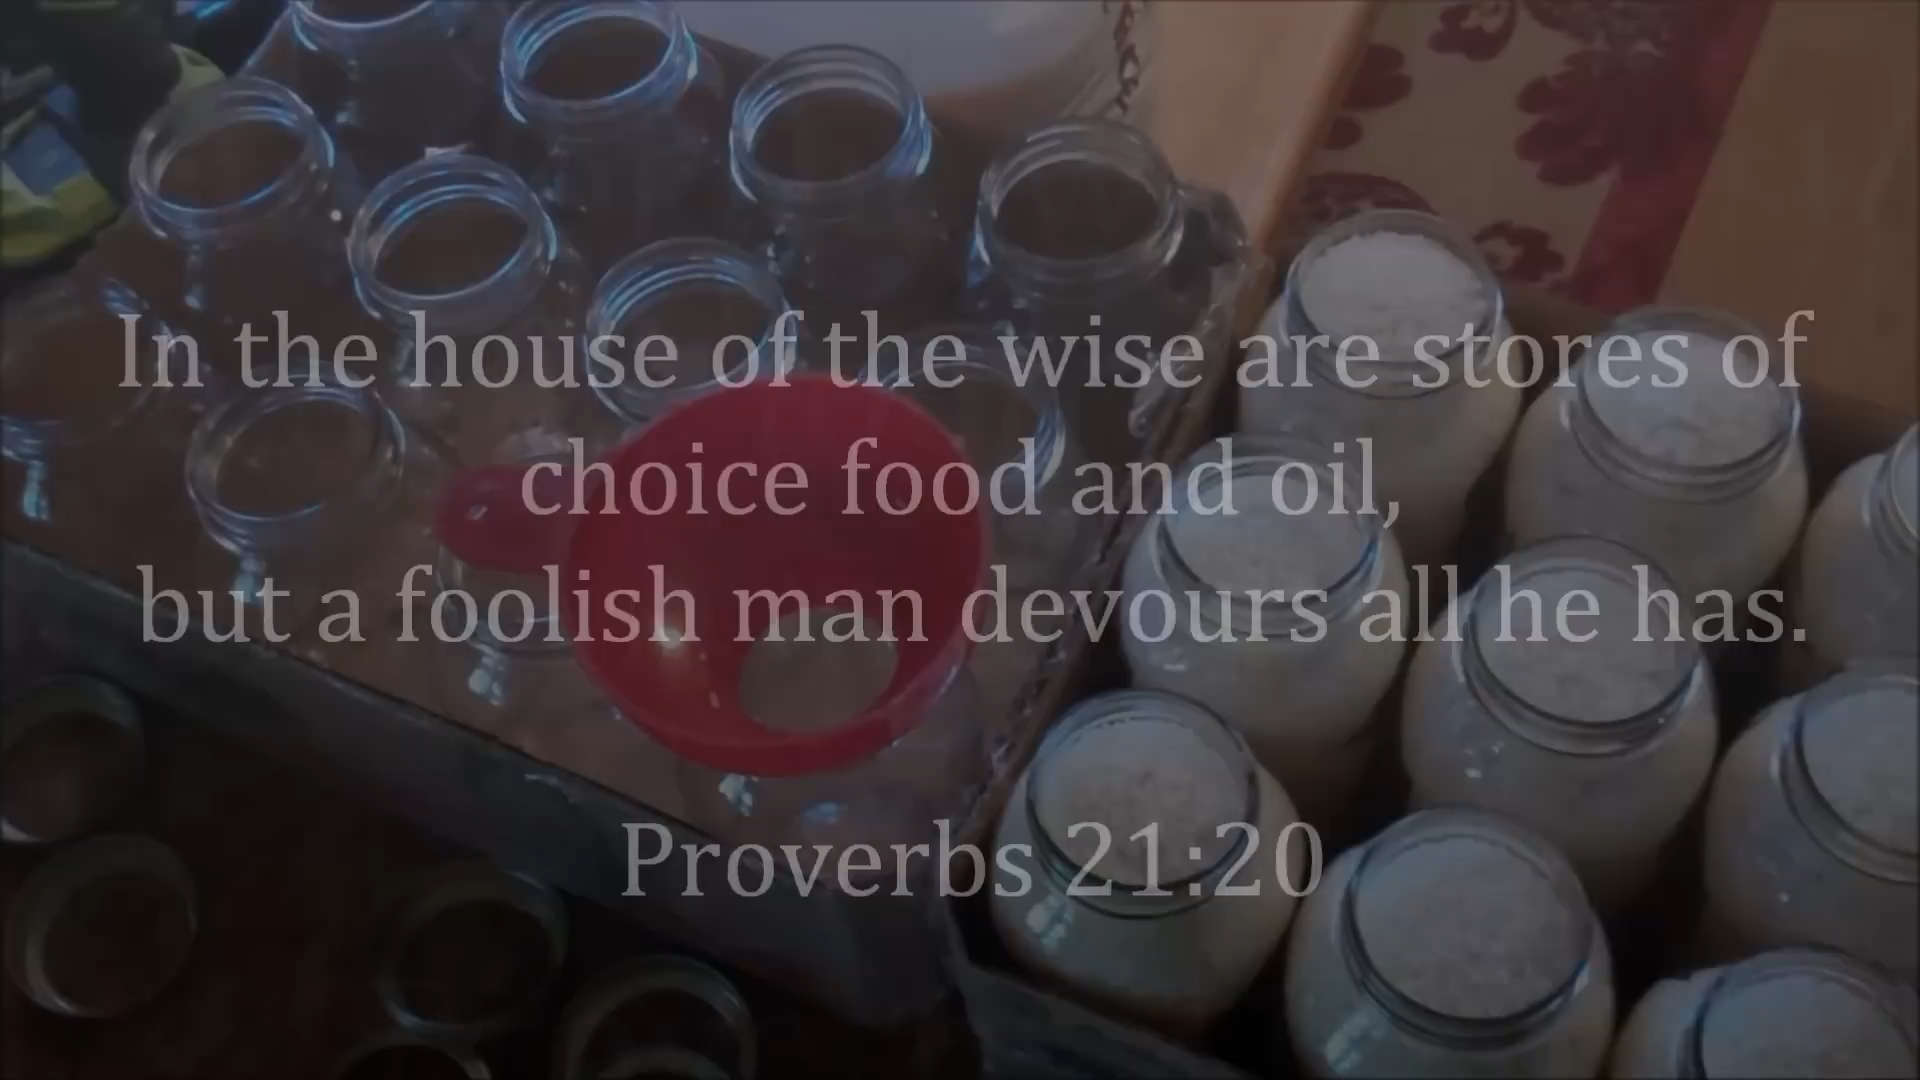 In the house of the wise are stores of
choice food and oil,
but a foolish man devours all he has.
Proverbs 21:20